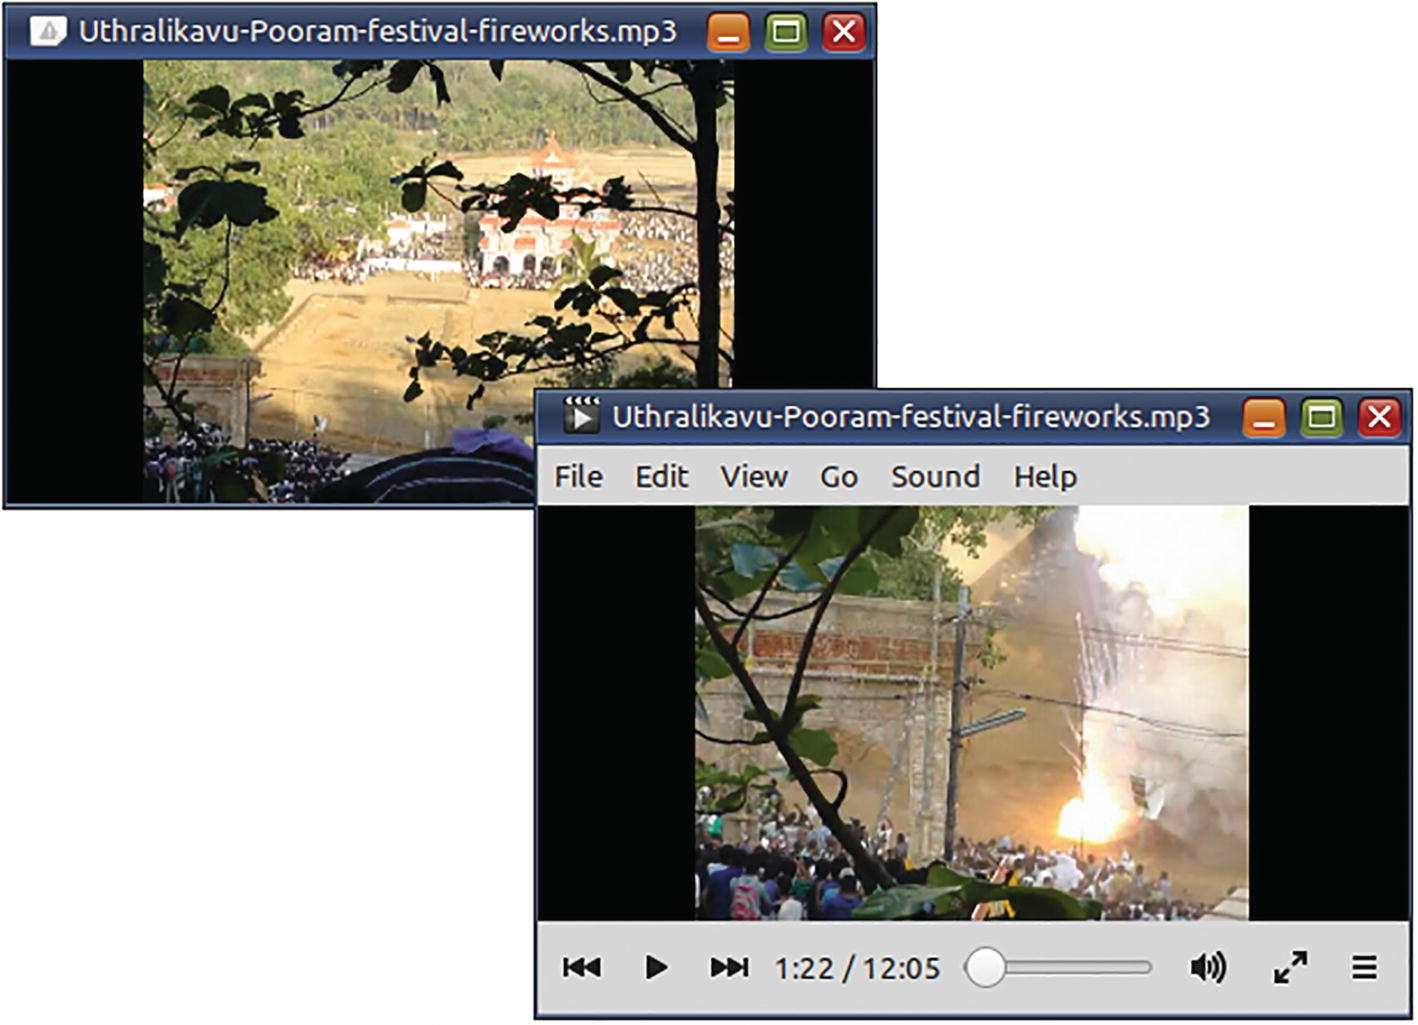 Uthralikavu-Pooram-festival-fireworks.mp3
Uthralikavu-Pooram-festival-fireworks.mp3
File Edit View Go Sound Help
1:22 / 12:05